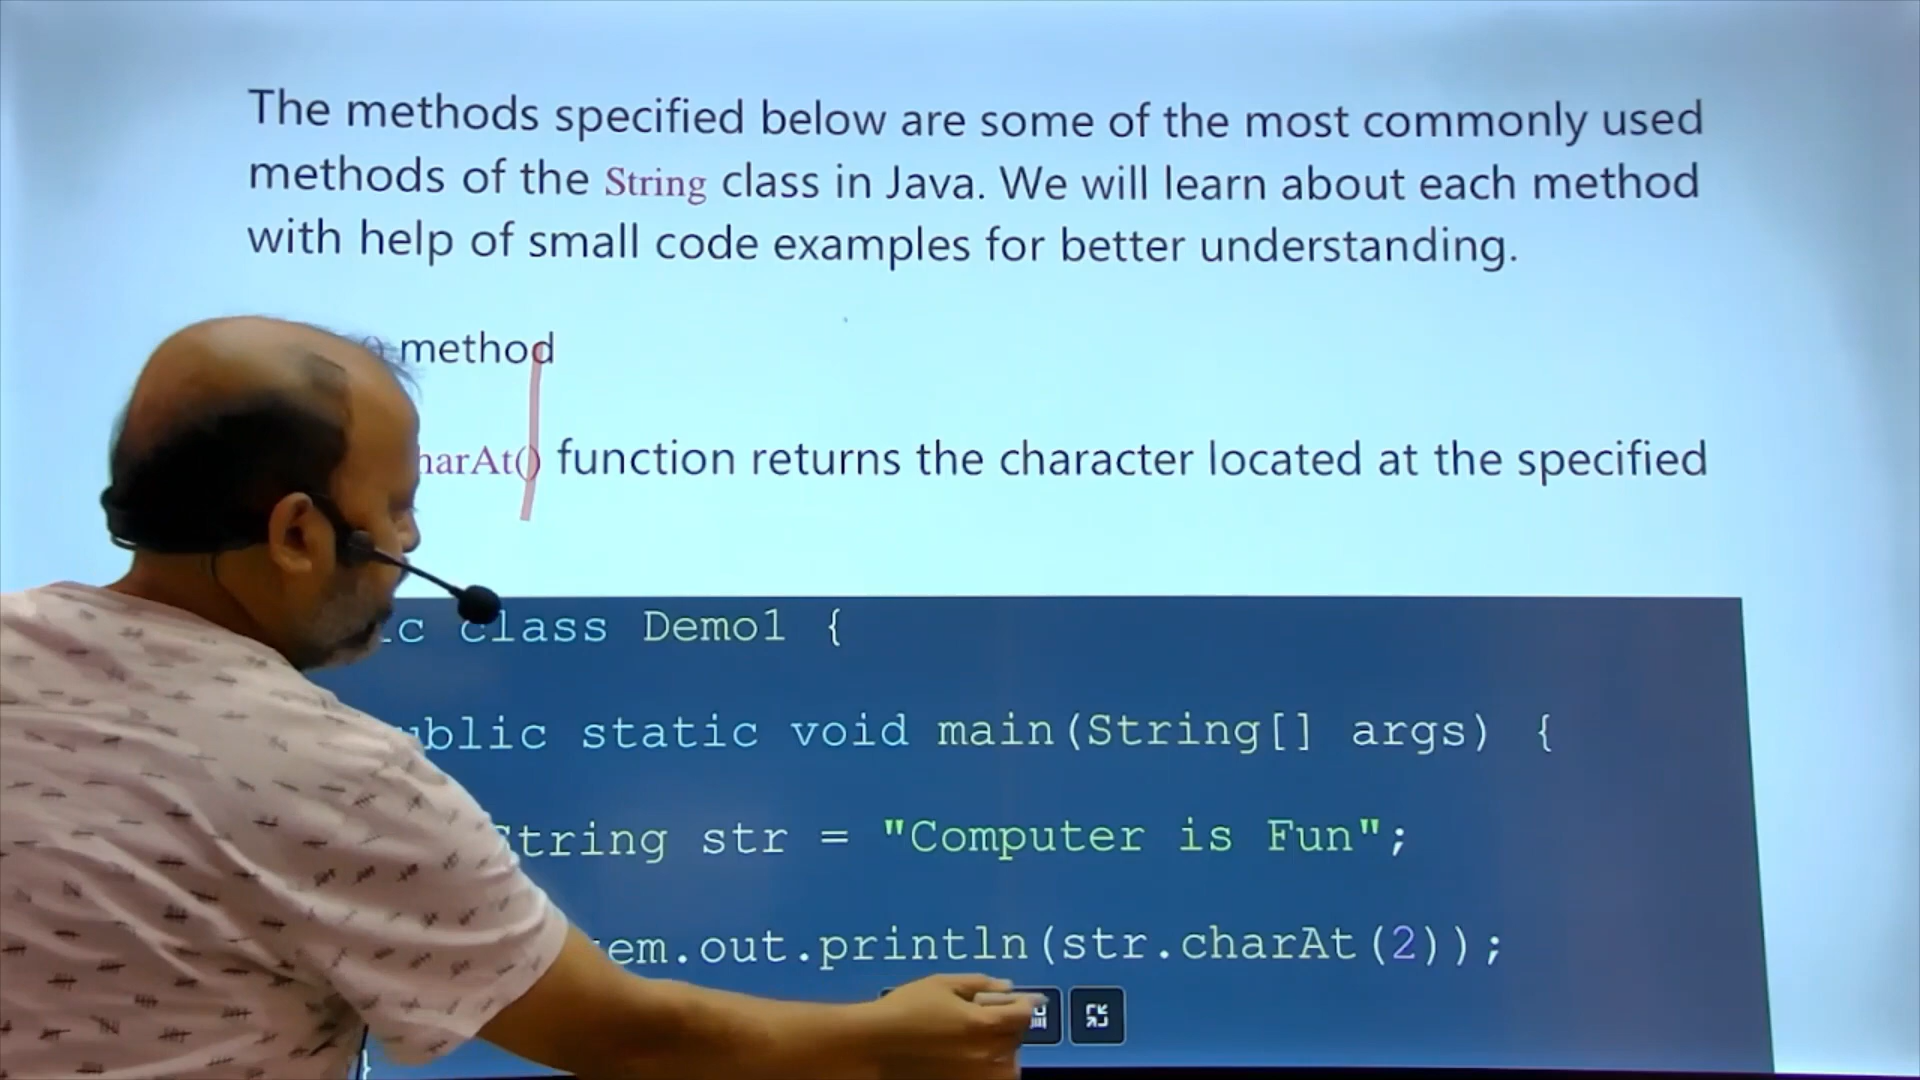 The methods specified below are some of the most commonly used
methods of the String class in Java. We will learn about each method
with help of small code examples for better understanding.
method
harAt() function returns the character located at the specified
ic class Demo1 {
ublic static void main(String[] args) {
String str = "Computer is Fun";
em.out.println(str.charAt(2));
}